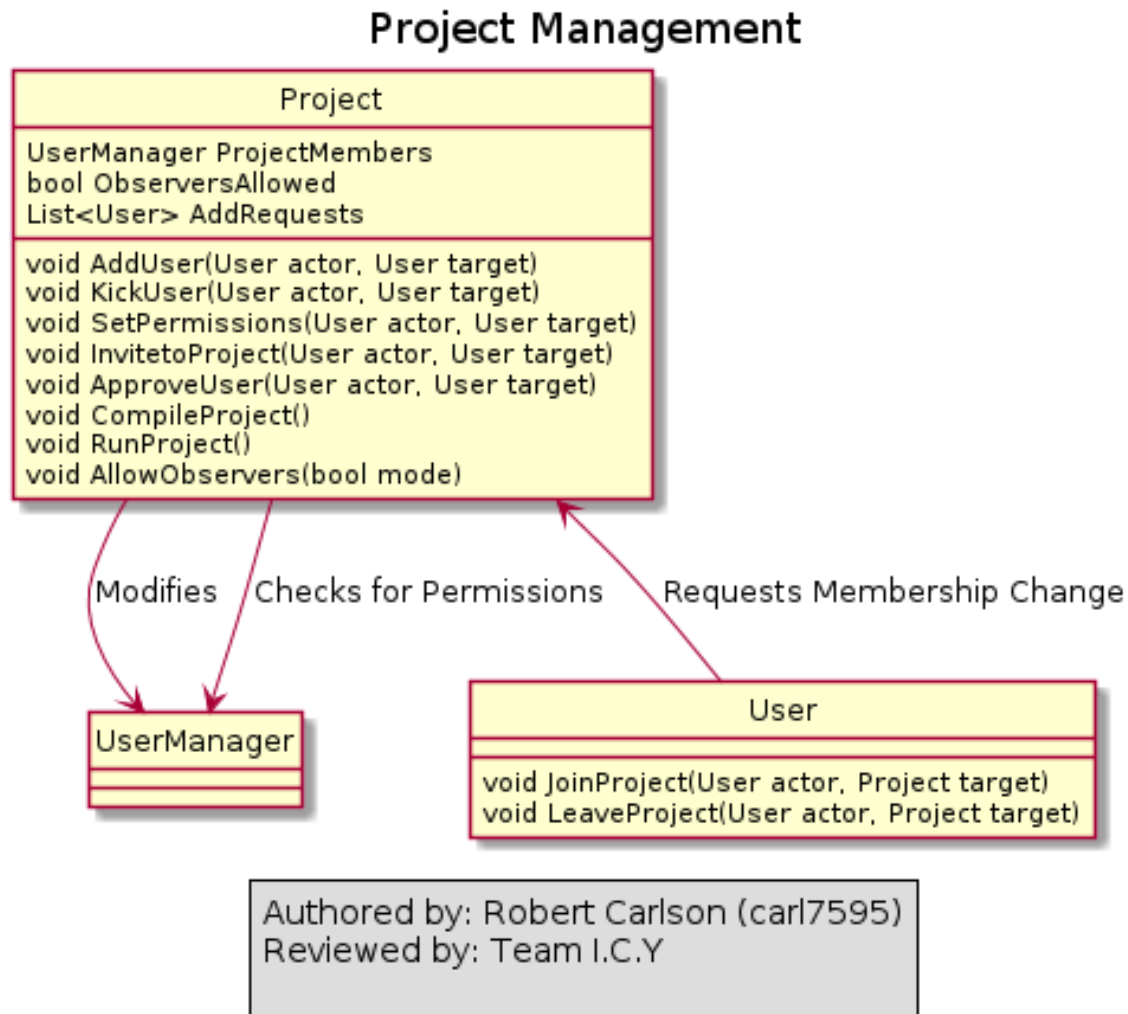 Project Management
Project
UserManager ProjectMembers
bool ObserversAllowed
List<User> AddRequests
void AddUser(User actor, User target)
void KickUser(User actor, User target)
void SetPermissions(User actor, User target)
void InvitetoProject(User actor, User target)
void ApproveUser(User actor, User target)
void CompileProject()
void RunProject()
void AllowObservers(bool mode)
Modifies
Checks for Permissions
Requests Membership Change
UserManager
User
void JoinProject(User actor, Project target)
void LeaveProject(User actor, Project target)
Authored by: Robert Carlson (carl7595)
Reviewed by: Team I.C.Y